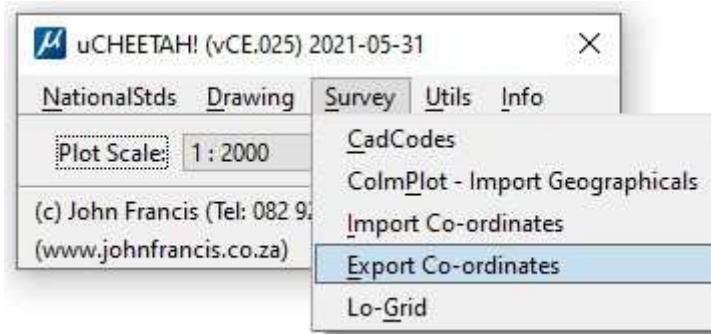 µ uCHEETAH! (vCE.025) 2021-05-31
NationalStds Drawing Survey Utils Info
Plot Scale: 1 : 2000
CadCodes
ColmPlot - Import Geographicals
(c) John Francis (Tel: 082 92
Import Co-ordinates
(www.johnfrancis.co.za)
Export Co-ordinates
Lo-Grid